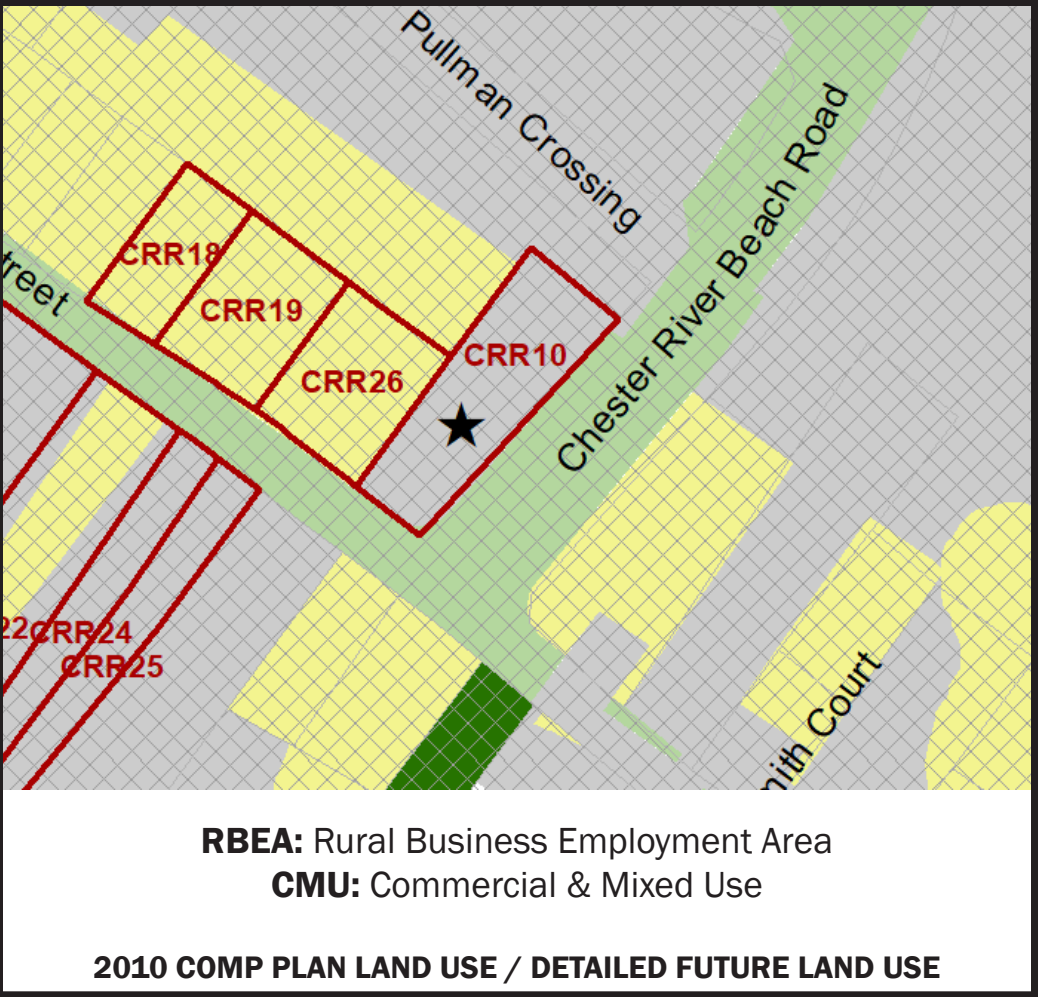 Pullman Crossing
Chester River Beach Road
treet
CRR18
CRR19
CRR26
CRR10
22
CRR24
CRR25
mith Court
RBEA: Rural Business Employment Area
CMU: Commercial & Mixed Use
2010 COMP PLAN LAND USE / DETAILED FUTURE LAND USE